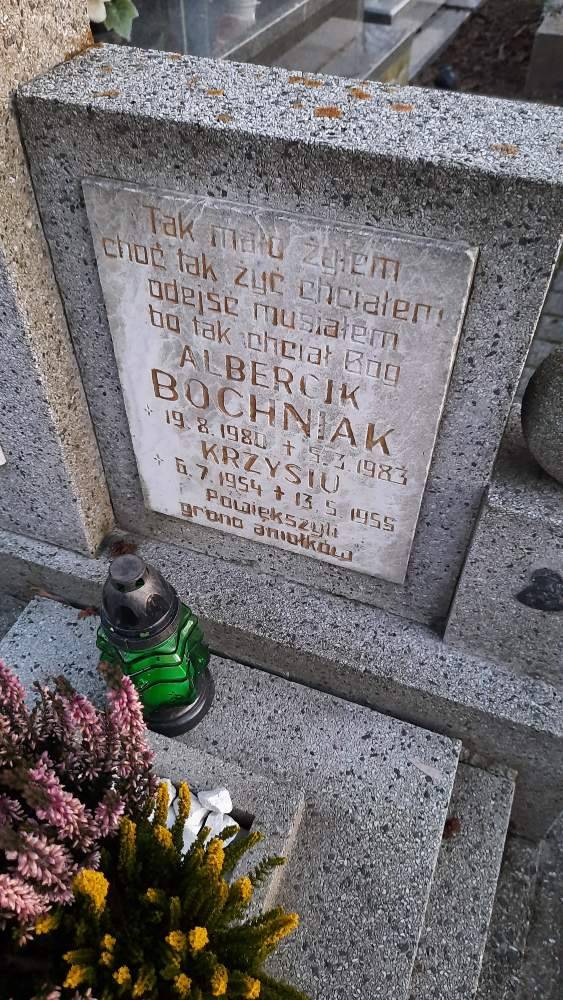 Tak mało żyłem
choć tak żyć chciałem
odejść musiałem
bo tak chciał Bóg
ALBERCIK
BOCHNIAK
* 19.8.1980 † 5.3.1983
KRZYSIU
* 6.7.1954 † 13.5.1955
Powiększyli
grono aniołków